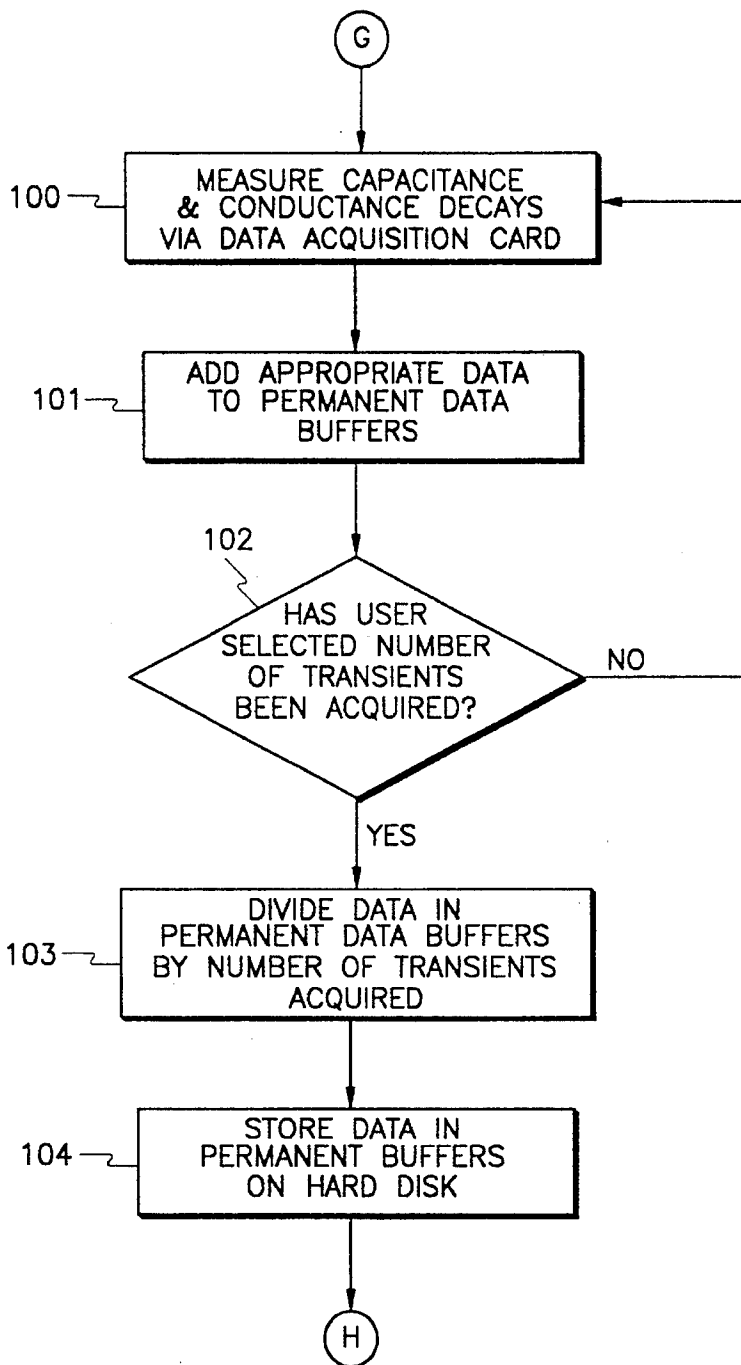 G
100
MEASURE CAPACITANCE
& CONDUCTANCE DECAYS
VIA DATA ACQUISITION CARD
101
ADD APPROPRIATE DATA
TO PERMANENT DATA
BUFFERS
102
HAS USER
SELECTED NUMBER
OF TRANSIENTS
BEEN ACQUIRED?
NO
YES
103
DIVIDE DATA IN
PERMANENT DATA BUFFERS
BY NUMBER OF TRANSIENTS
ACQUIRED
104
STORE DATA IN
PERMANENT BUFFERS
ON HARD DISK
H